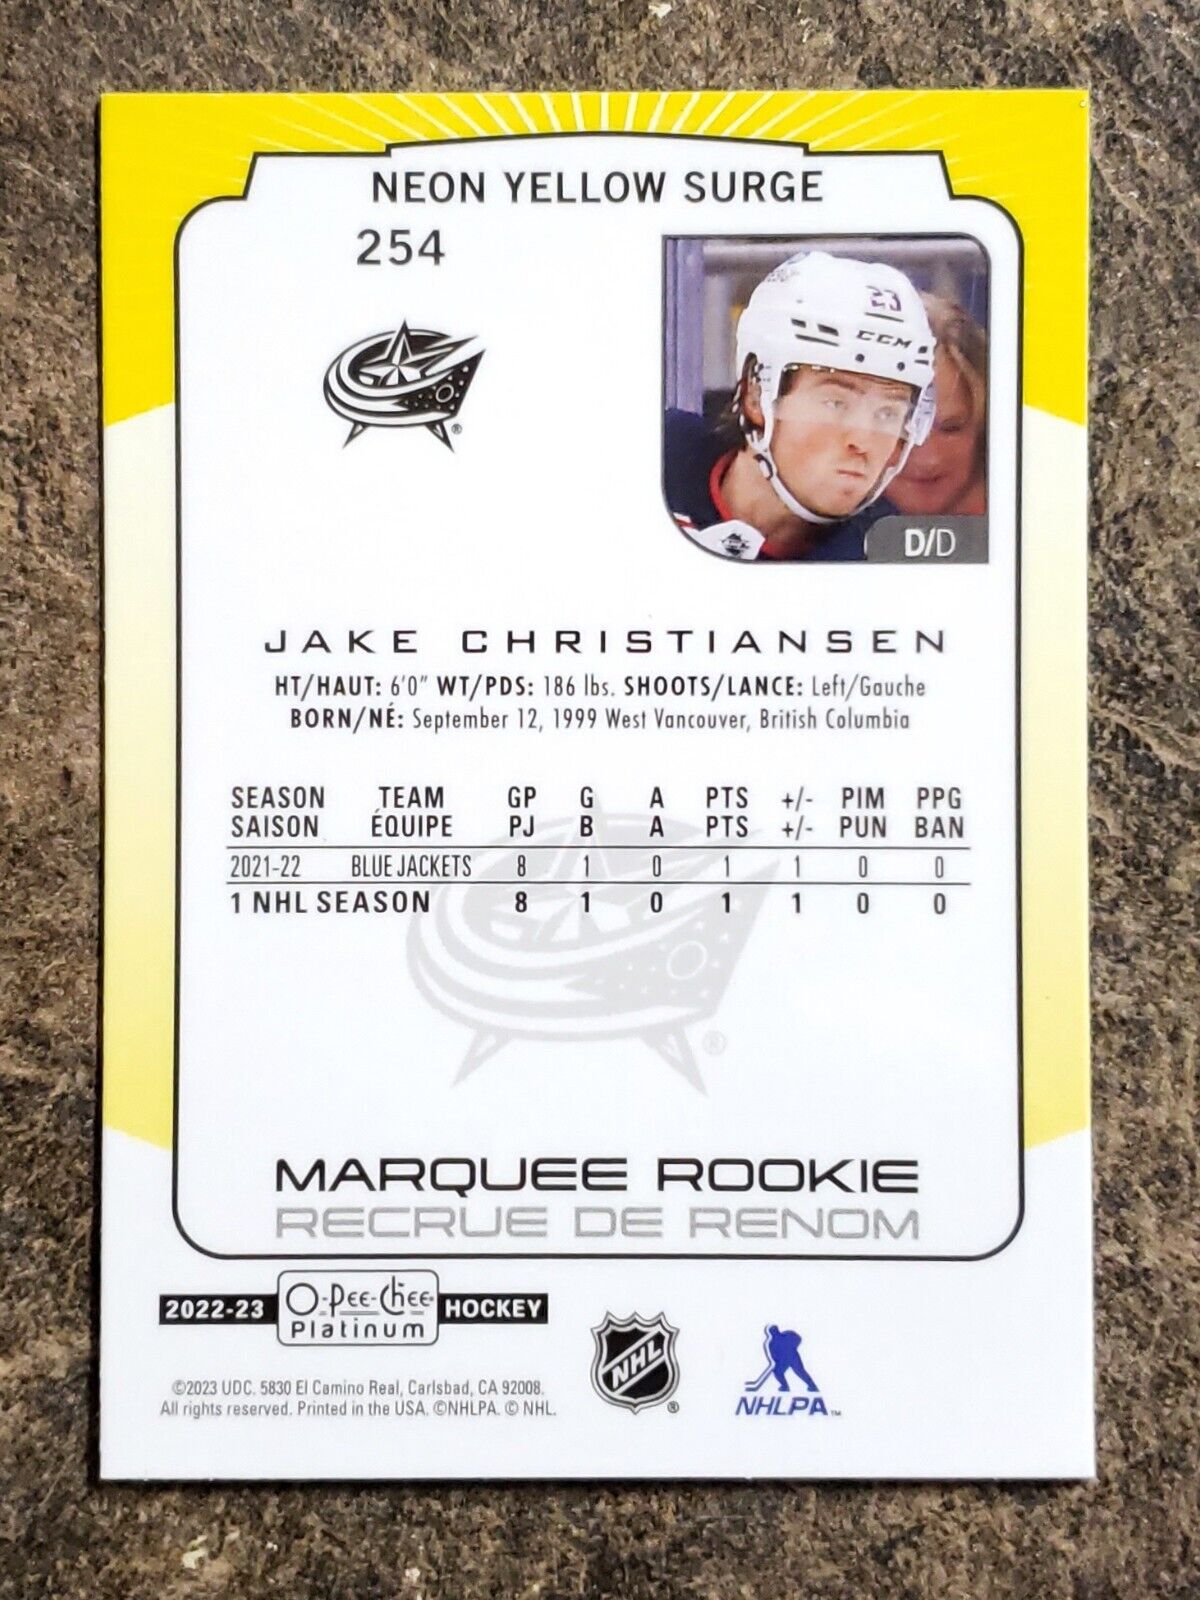 NEON YELLOW SURGE
254
23
CCM
®
D/D
JAKE CHRISTIANSEN
HT/HAUT: 6'0" WT/PDS: 186 lbs. SHOOTS/LANCE: Left/Gauche
BORN/NÉ: September 12, 1999 West Vancouver, British Columbia
SEASON TEAM GP G A PTS +/- PIM PPG
SAISON ÉQUIPE PJ B A PTS +/- PUN BAN
2021-22 BLUE JACKETS 8 1 0 1 1 0 0
1 NHL SEASON 8 1 0 1 1 0 0
®
MARQUEE ROOKIE
RECRUE DE RENOM
2022-23 O-Pee-Chee HOCKEY
Platinum
©2023 UDC. 5830 El Camino Real, Carlsbad, CA 92008.
All rights reserved. Printed in the USA. ©NHLPA. © NHL.
NHL ®
NHLPA™